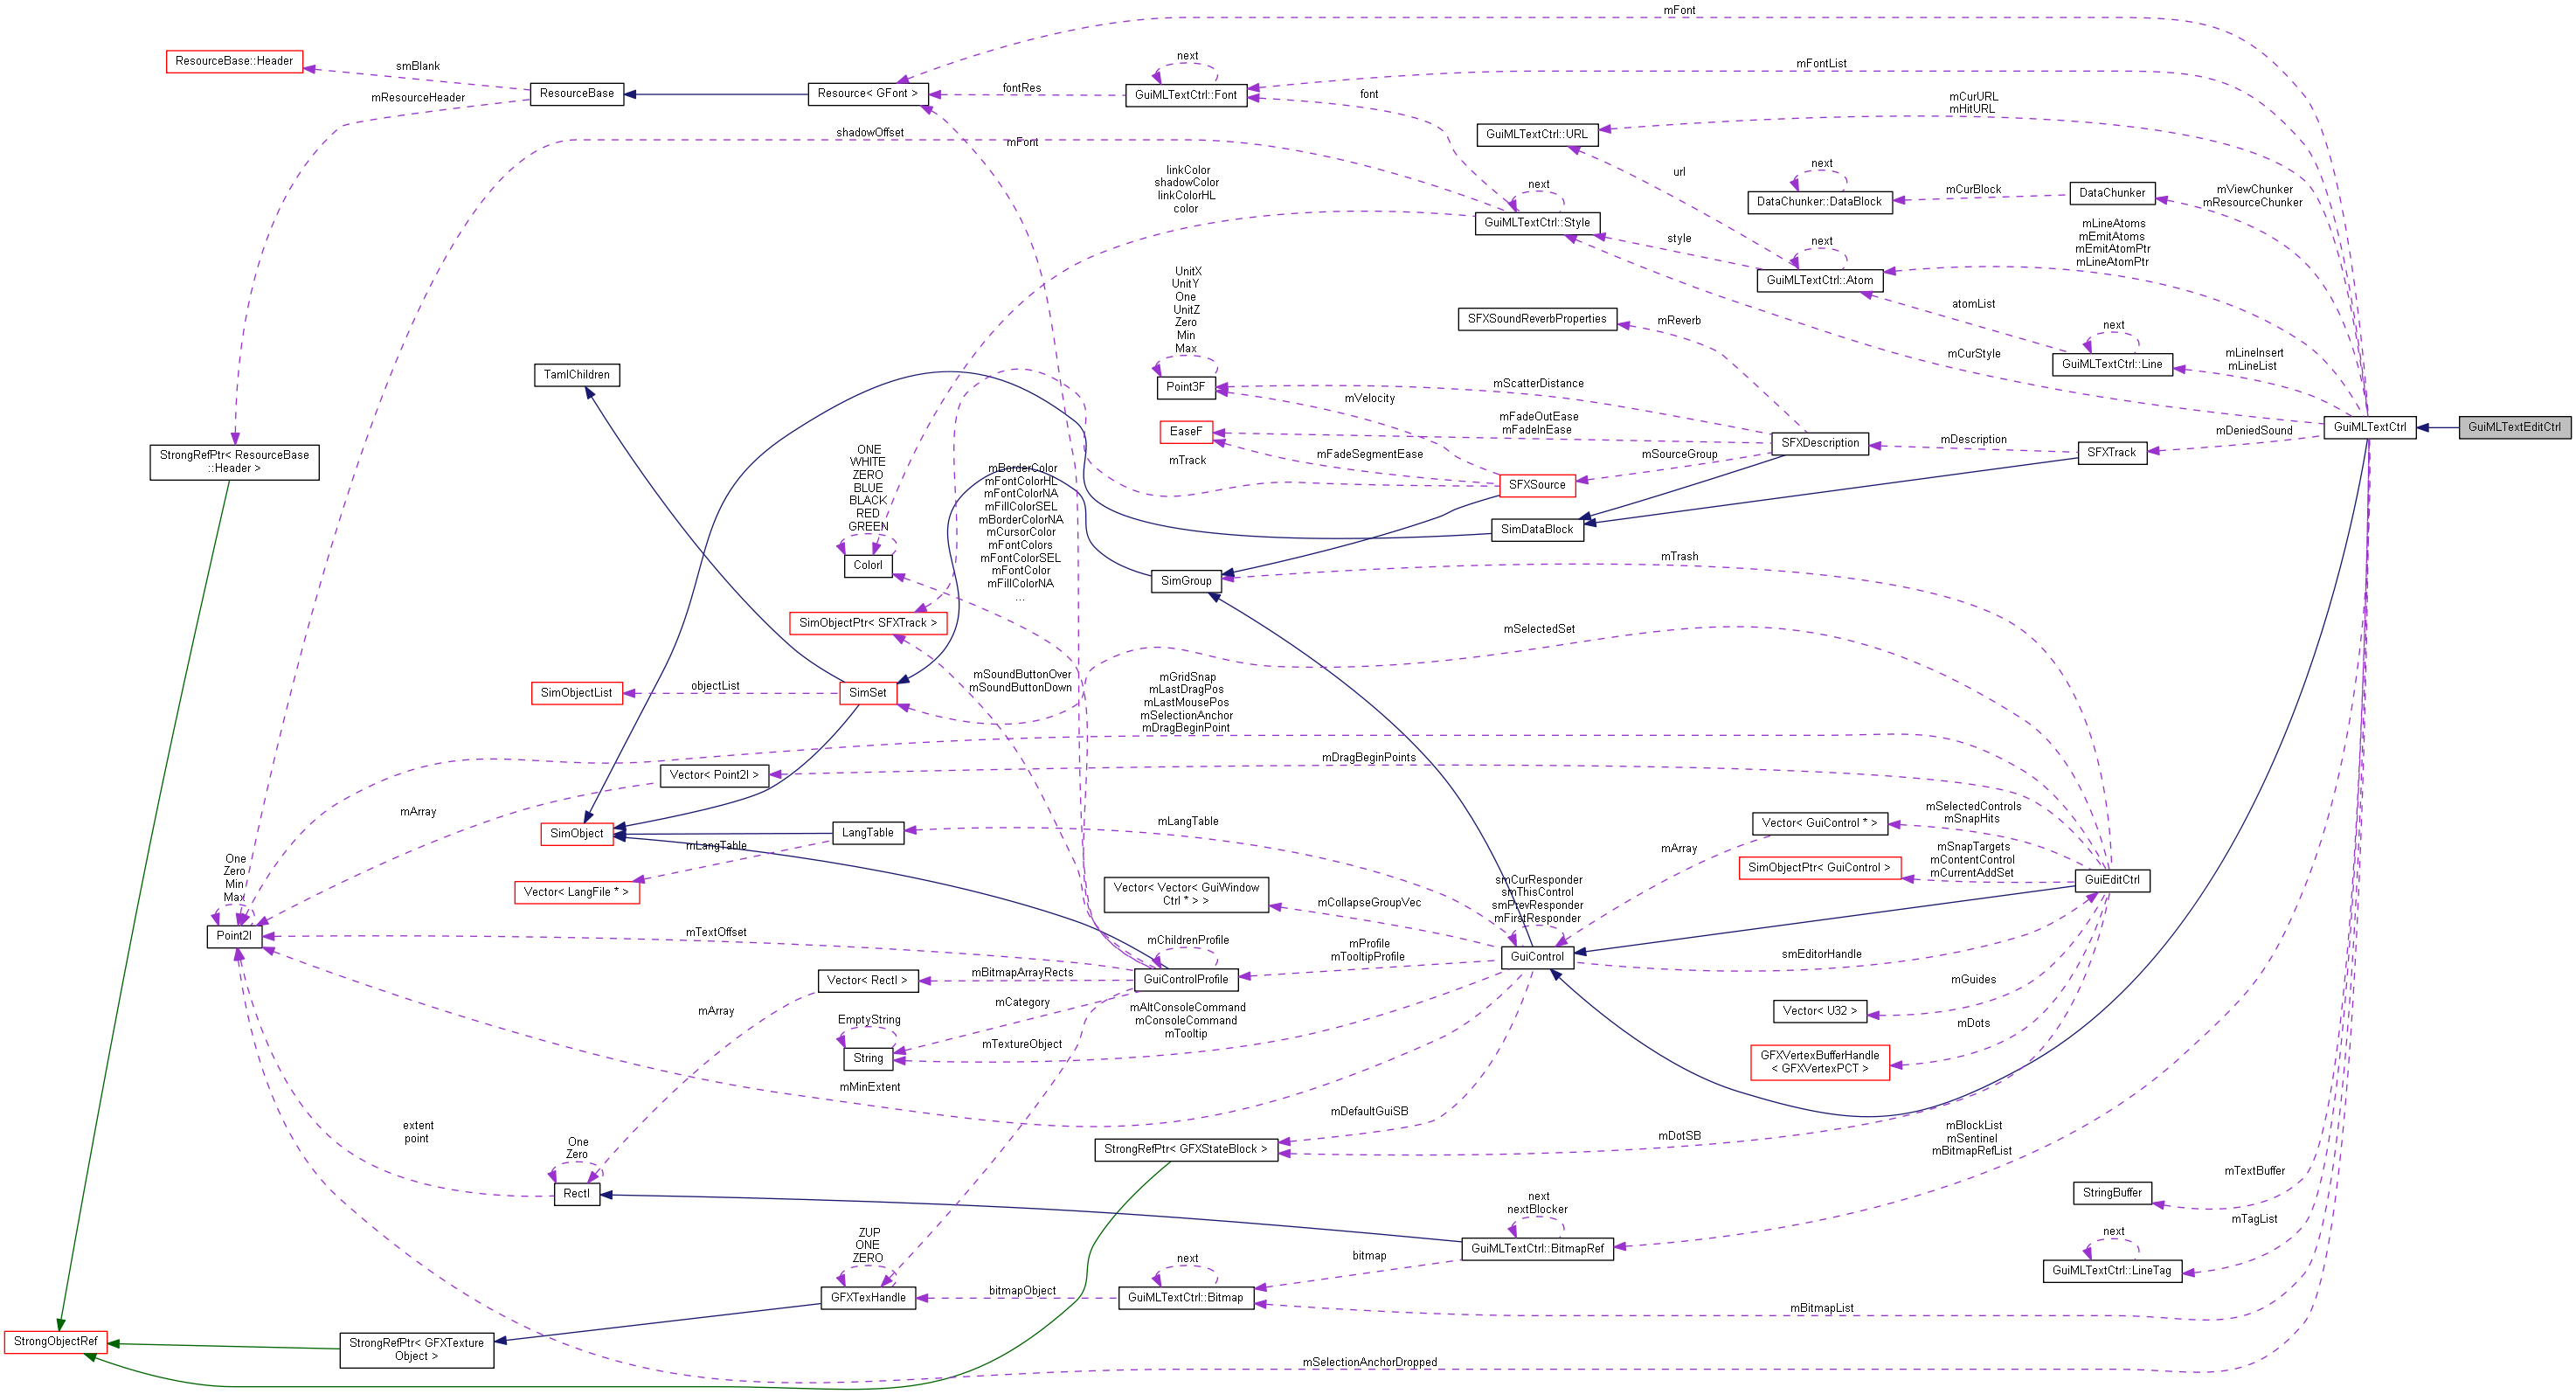 mFont
ResourceBase::Header
smBlank
mResourceHeader
ResourceBase
Resource< GFont >
fontRes
next
GuiMLTextCtrl::Font
font
mFontList
mCurURL
mHitURL
GuiMLTextCtrl::URL
shadowOffset
mFont
linkColor
shadowColor
linkColorHL
color
next
GuiMLTextCtrl::Style
url
style
next
DataChunker::DataBlock
mCurBlock
DataChunker
mViewChunker
mResourceChunker
next
GuiMLTextCtrl::Atom
mLineAtoms
mEmitAtoms
mEmitAtomPtr
mLineAtomPtr
atomList
next
GuiMLTextCtrl::Line
mLineInsert
mLineList
mCurStyle
UnitX
UnitY
One
UnitZ
Zero
Min
Max
Point3F
SFXSoundReverbProperties
mReverb
mScatterDistance
mVelocity
mFadeOutEase
mFadeInEase
EaseF
mFadeSegmentEase
mTrack
SFXDescription
mSourceGroup
SFXSource
mDescription
SFXTrack
mDeniedSound
GuiMLTextCtrl
GuiMLTextEditCtrl
TamlChildren
StrongRefPtr< ResourceBase
::Header >
ONE
WHITE
ZERO
BLUE
BLACK
RED
GREEN
ColorI
mBorderColor
mFontColorHL
mFontColorNA
mFillColorSEL
mBorderColorNA
mCursorColor
mFontColors
mFontColorSEL
mFontColor
mFillColorNA
...
SimDataBlock
SimGroup
mTrash
SimObjectPtr< SFXTrack >
mSelectedSet
mSoundButtonOver
mSoundButtonDown
SimObjectList
objectList
SimSet
mGridSnap
mLastDragPos
mLastMousePos
mSelectionAnchor
mDragBeginPoint
mDragBeginPoints
Vector< Point2I >
mArray
SimObject
LangTable
mLangTable
mLangTable
Vector< LangFile * >
Vector< GuiControl * >
mSelectedControls
mSnapHits
mArray
SimObjectPtr< GuiControl >
mSnapTargets
mContentControl
mCurrentAddSet
GuiEditCtrl
Vector< Vector< GuiWindow
Ctrl * > >
mCollapseGroupVec
smCurResponder
smThisControl
smPrevResponder
mFirstResponder
GuiControl
smEditorHandle
One
Zero
Min
Max
Point2I
mTextOffset
mChildrenProfile
GuiControlProfile
mProfile
mTooltipProfile
Vector< RectI >
mBitmapArrayRects
mArray
mCategory
EmptyString
String
mAltConsoleCommand
mConsoleCommand
mTooltip
mTextureObject
mMinExtent
mGuides
Vector< U32 >
mDots
GFXVertexBufferHandle
< GFXVertexPCT >
mDefaultGuiSB
mDotSB
StrongRefPtr< GFXStateBlock >
extent
point
One
Zero
RectI
mBlockList
mSentinel
mBitmapRefList
next
nextBlocker
GuiMLTextCtrl::BitmapRef
mTextBuffer
StringBuffer
mTagList
next
GuiMLTextCtrl::LineTag
ZUP
ONE
ZERO
GFXTexHandle
bitmapObject
next
GuiMLTextCtrl::Bitmap
bitmap
mBitmapList
StrongObjectRef
StrongRefPtr< GFXTexture
Object >
mSelectionAnchorDropped